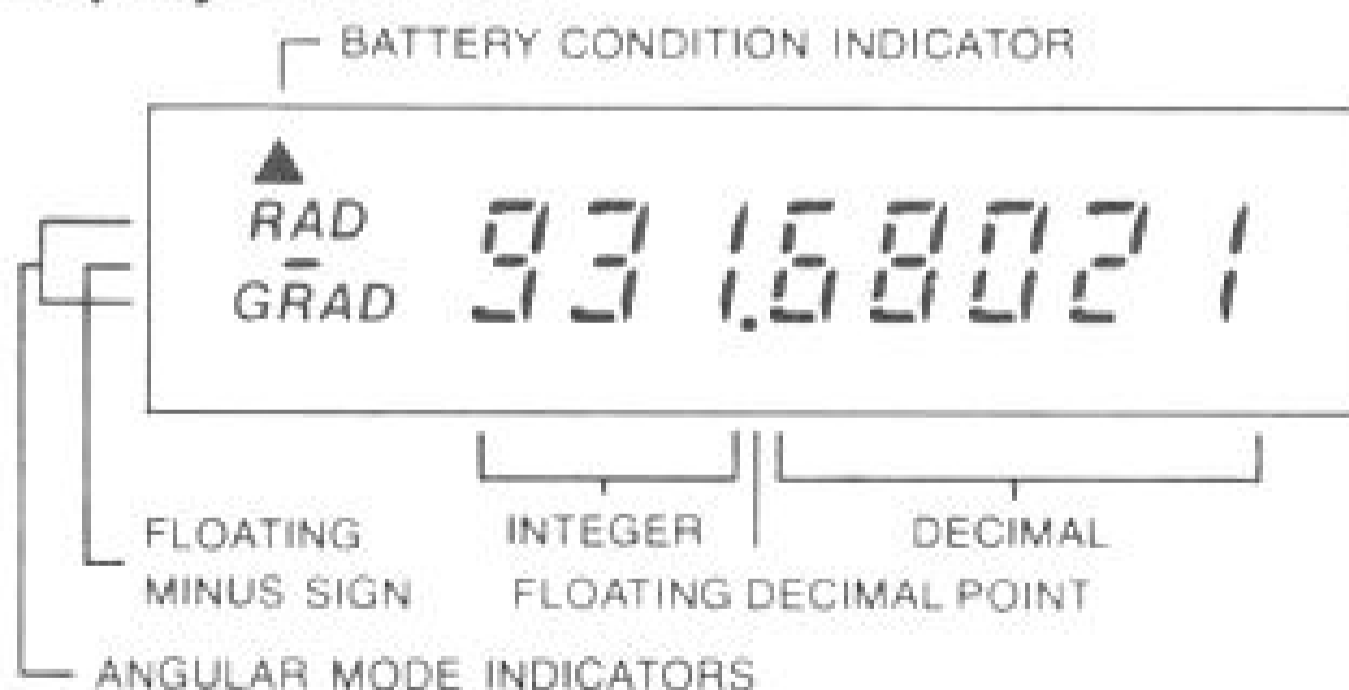 BATTERY CONDITION INDICATOR
RAD
-
GRAD
931.68021
FLOATING
MINUS SIGN
INTEGER
DECIMAL
FLOATING DECIMAL POINT
ANGULAR MODE INDICATORS